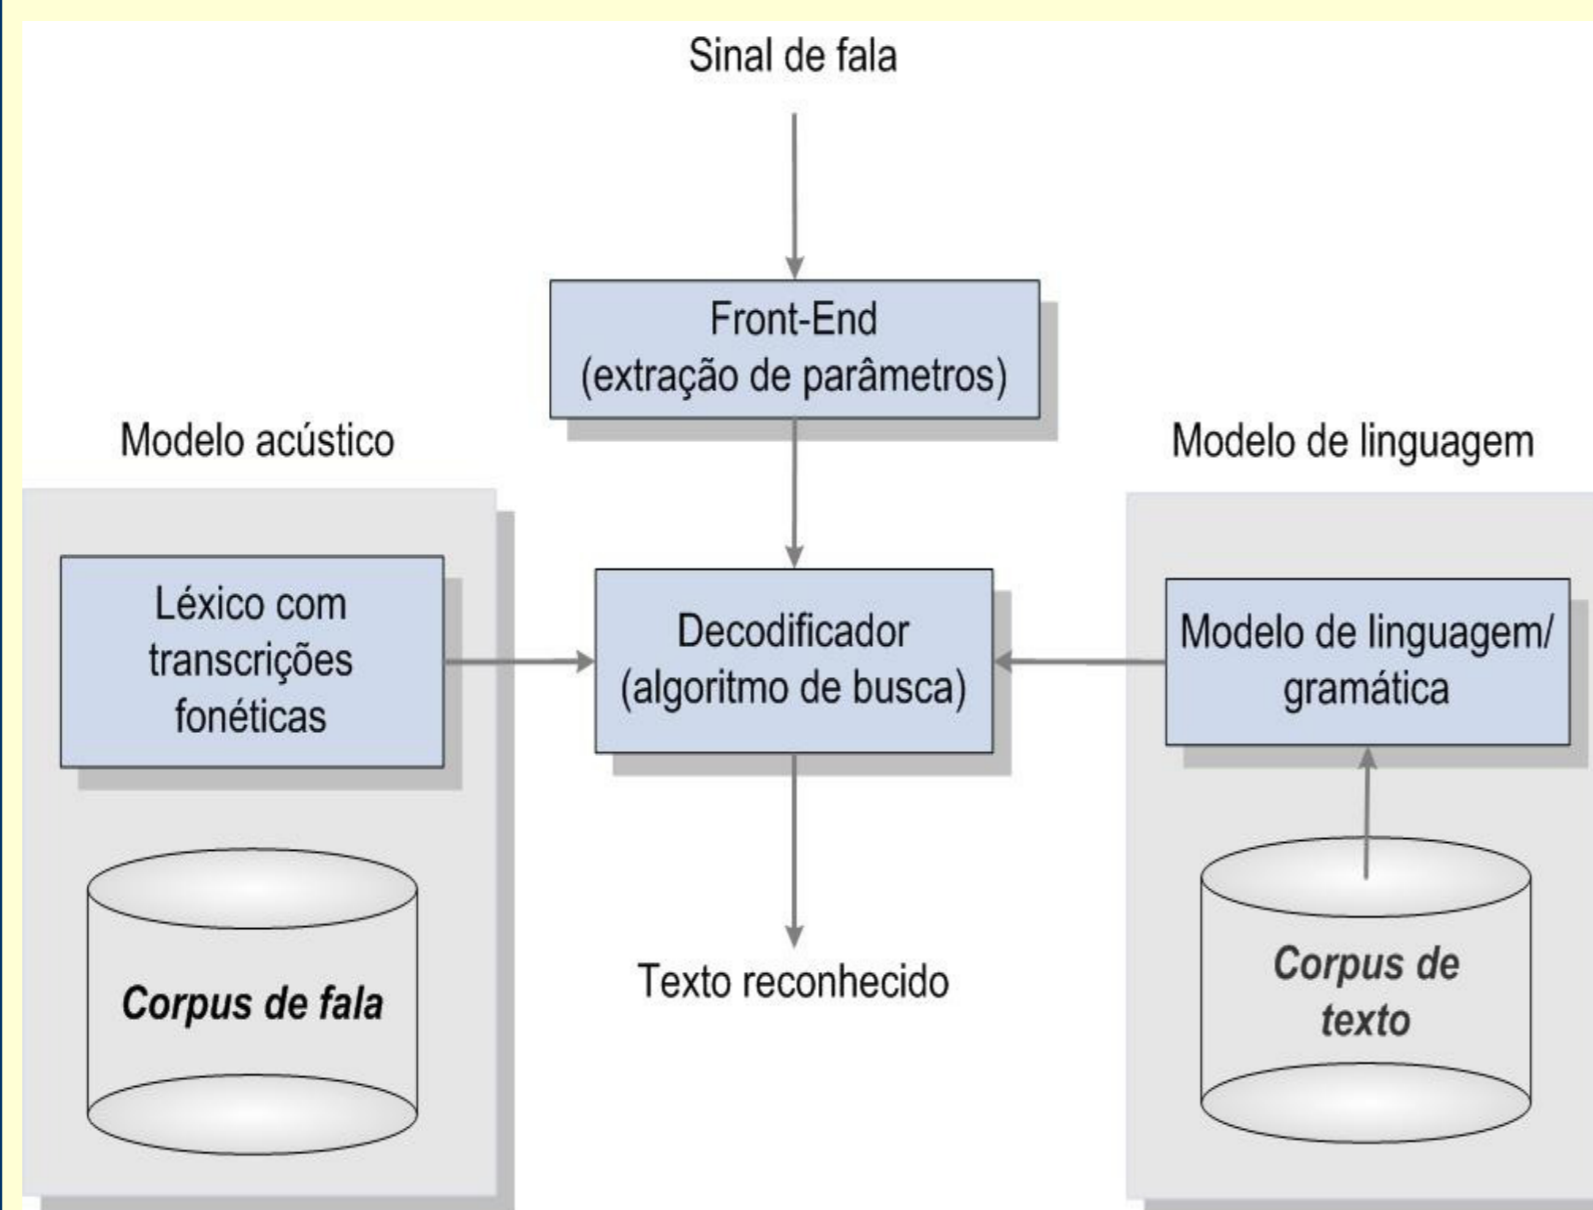 Sinal de fala
Front-End
(extração de parâmetros)
Modelo acústico
Modelo de linguagem
Léxico com
transcrições
fonéticas
Decodificador
(algoritmo de busca)
Modelo de linguagem/
gramática
Corpus de fala
Texto reconhecido
Corpus de
texto